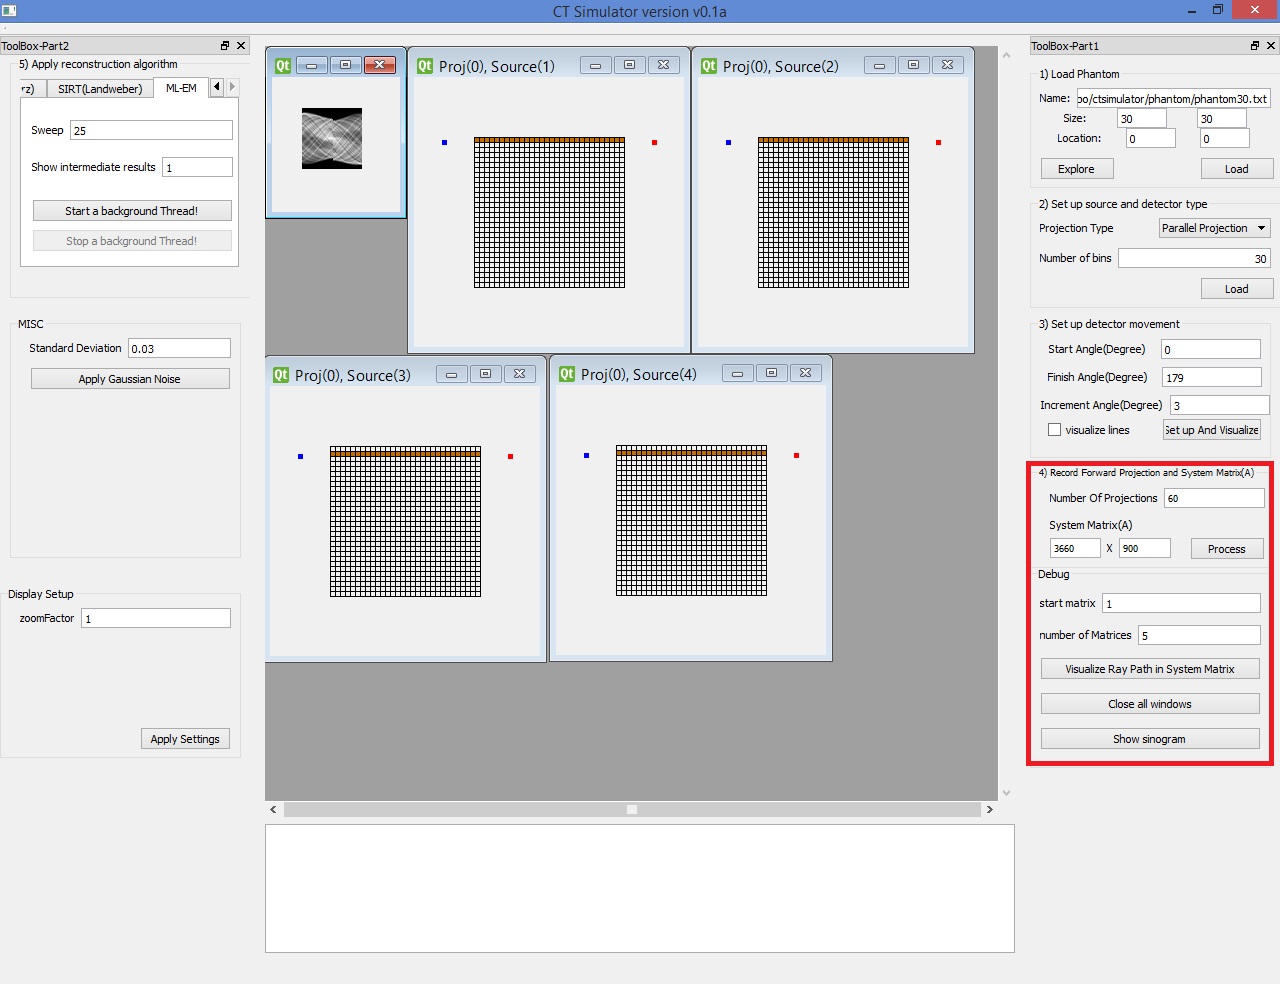 CT Simulator version v0.1a
ToolBox-Part2
5) Apply reconstruction algorithm
rz) SIRT(Landweber) ML-EM
Sweep 25
Show intermediate results 1
Start a background Thread!
Stop a background Thread!
MISC
Standard Deviation 0.03
Apply Gaussian Noise
Display Setup
zoomFactor 1
Apply Settings
Qt
Qt Proj(0), Source(1)
Qt Proj(0), Source(2)
Qt Proj(0), Source(3)
Qt Proj(0), Source(4)
ToolBox-Part1
1) Load Phantom
Name: oo/ctsimulator/phantom/phantom30.txt
Size: 30 30
Location: 0 0
Explore Load
2) Set up source and detector type
Projection Type Parallel Projection
Number of bins 30
Load
3) Set up detector movement
Start Angle(Degree) 0
Finish Angle(Degree) 179
Increment Angle(Degree) 3
visualize lines Set up And Visualize
4) Record Forward Projection and System Matrix(A)
Number Of Projections 60
System Matrix(A)
3660 X 900 Process
Debug
start matrix 1
number of Matrices 5
Visualize Ray Path in System Matrix
Close all windows
Show sinogram